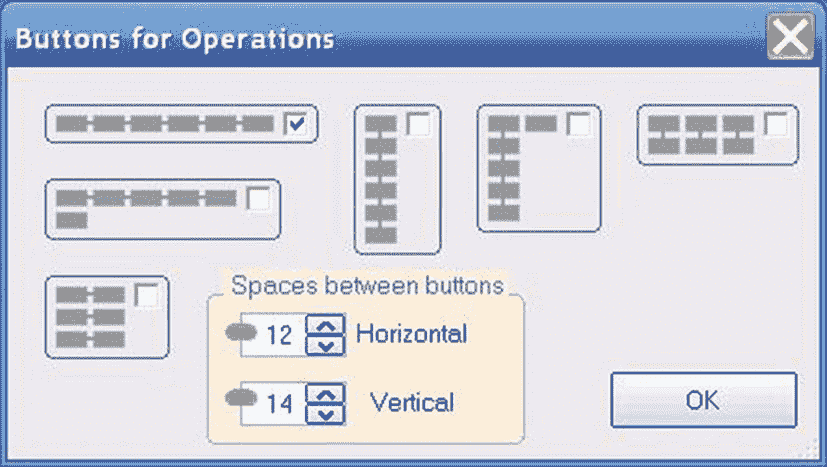 Buttons for Operations
Spaces between buttons
12 Horizontal
14 Vertical
OK